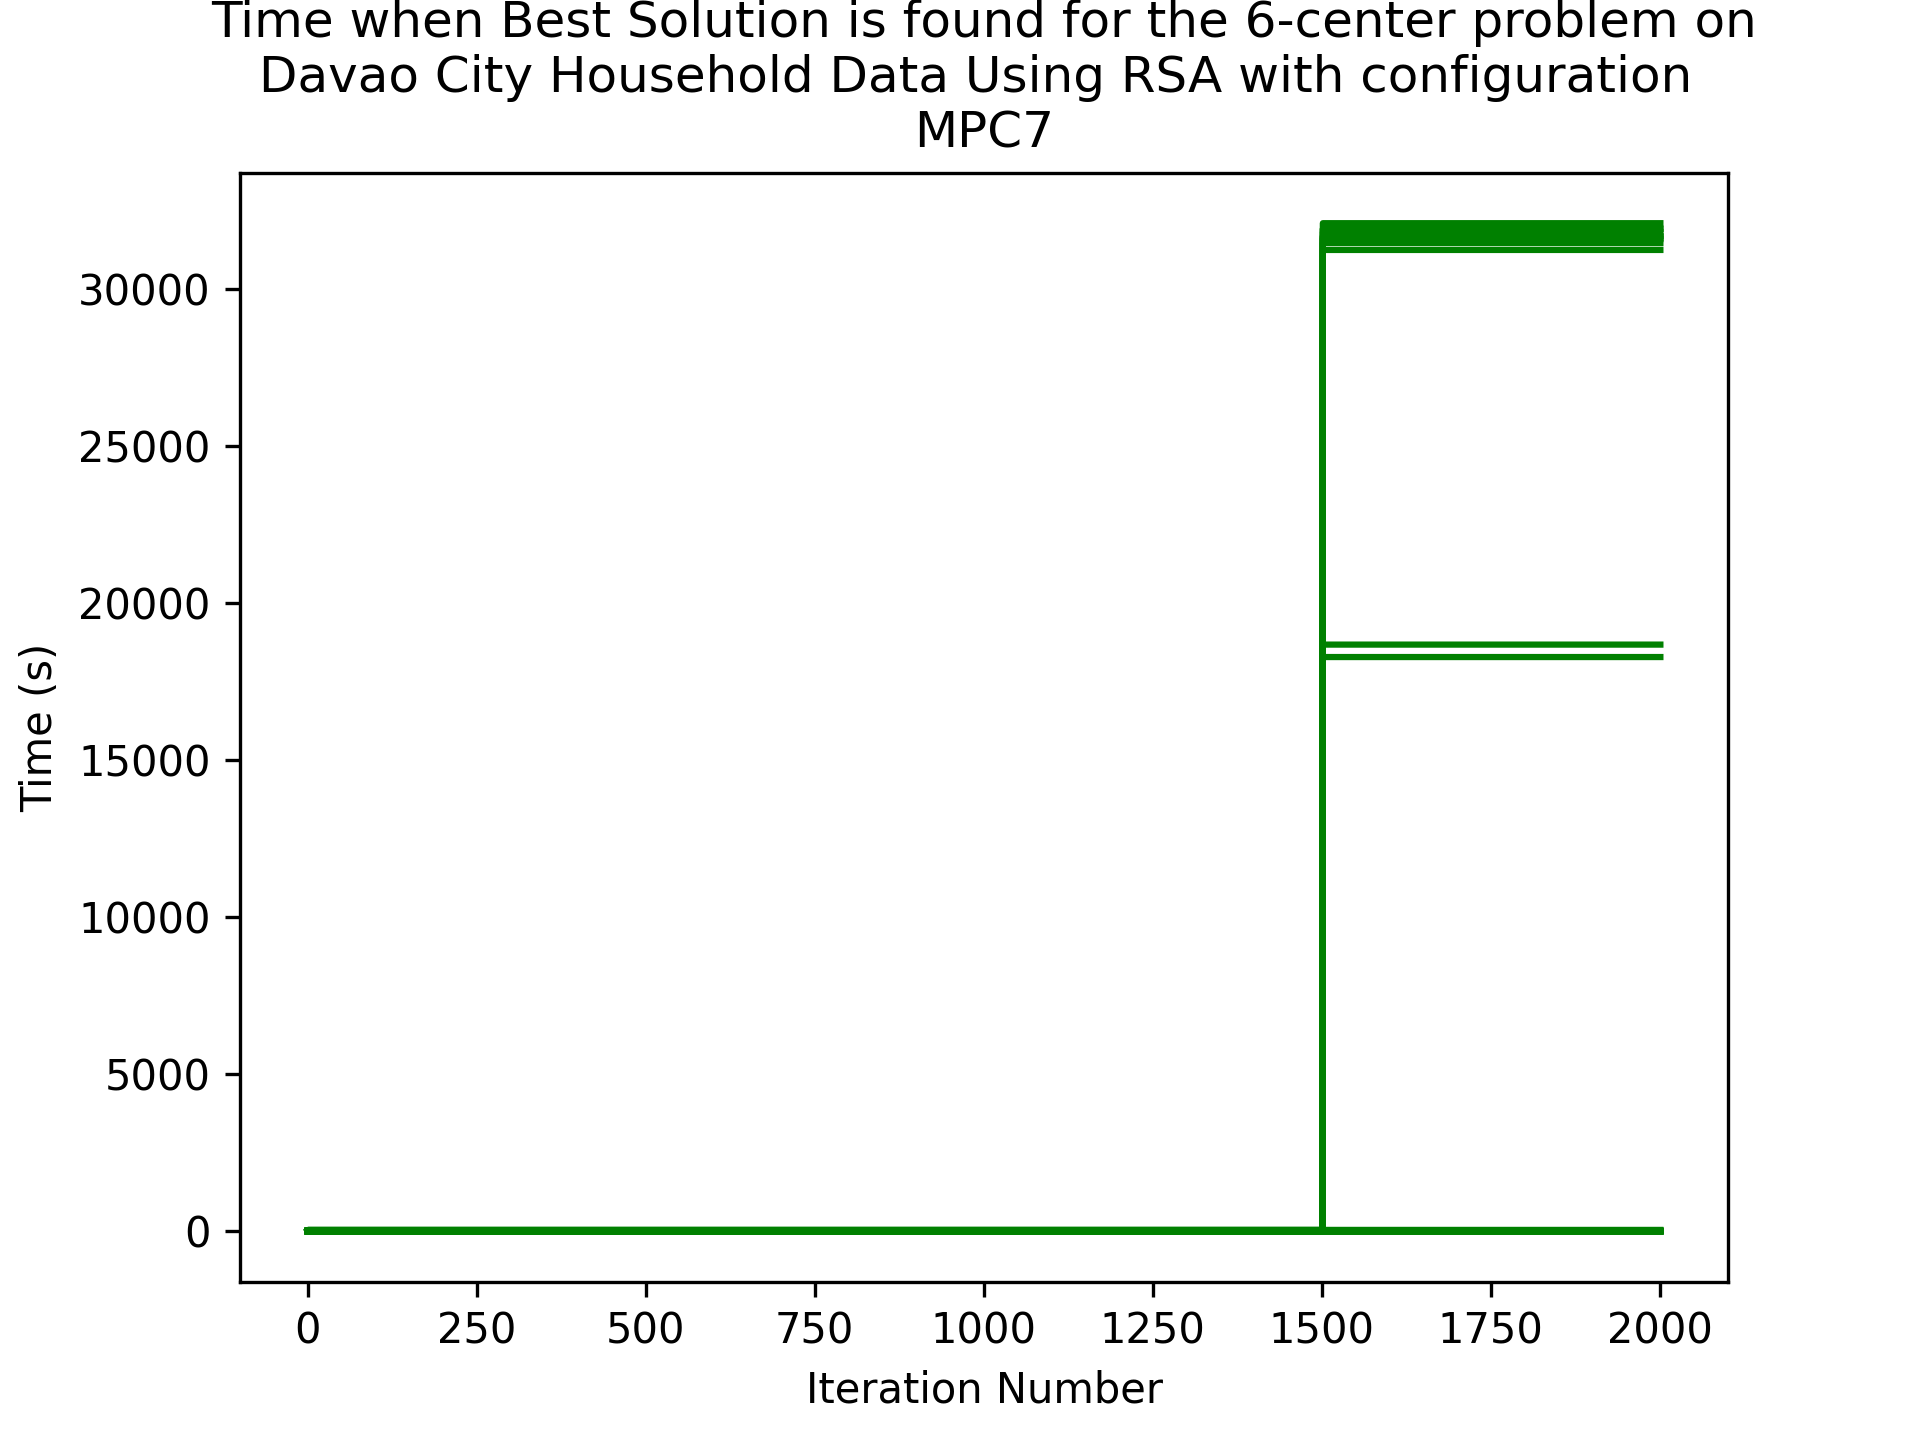 Time when Best Solution is found for the 6-center problem on
Davao City Household Data Using RSA with configuration
MPC7
30000
25000
20000
15000
10000
5000
0
Time (s)
0 250 500 750 1000 1250 1500 1750 2000
Iteration Number